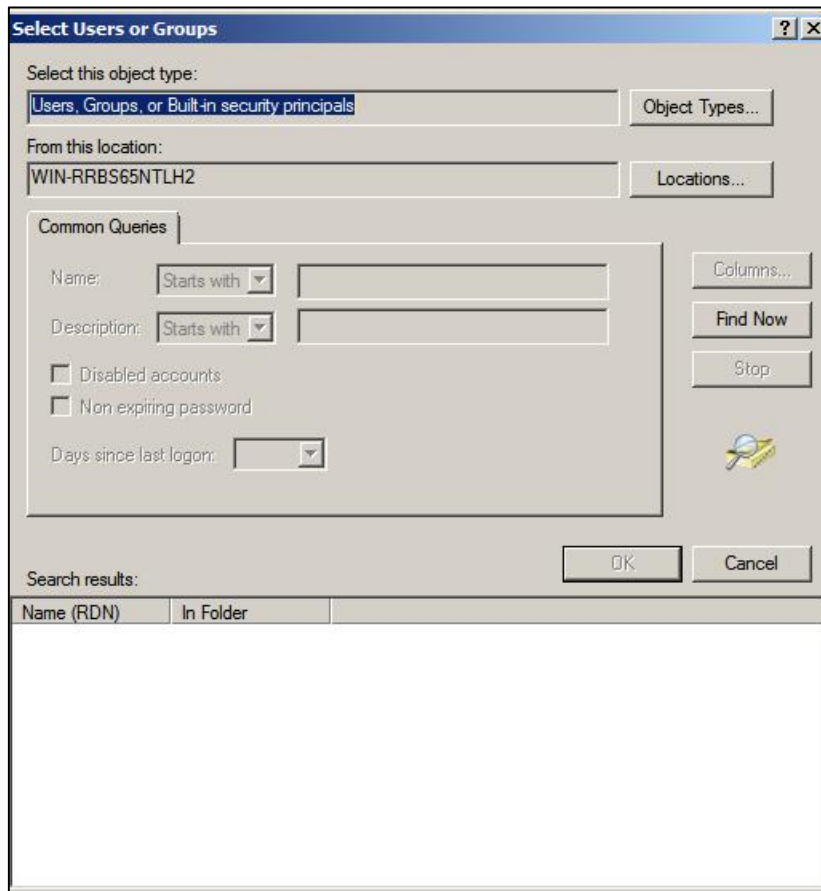 Select Users or Groups
Select this object type:
Users, Groups, or Built-in security principals
Object Types...
From this location:
WIN-RRBS65NTLH2
Locations...
Common Queries
Name: Starts with
Columns...
Description: Starts with
Find Now
Disabled accounts
Stop
Non expiring password
Days since last logon:
OK Cancel
Search results:
Name (RDN) In Folder